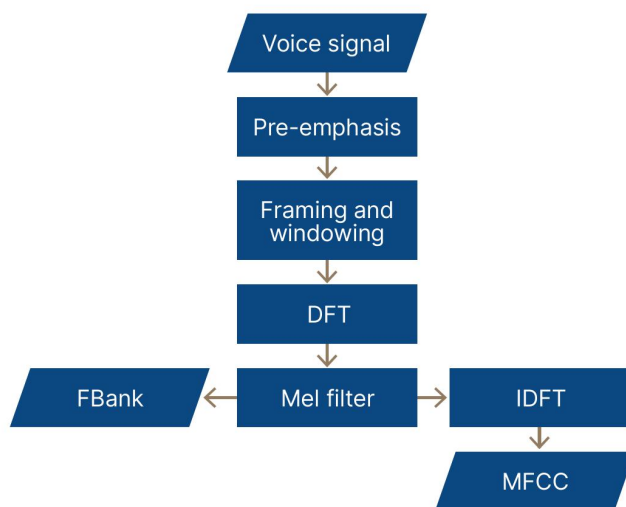 Voice signal
Pre-emphasis
Framing and
windowing
DFT
FBank
Mel filter
IDFT
MFCC